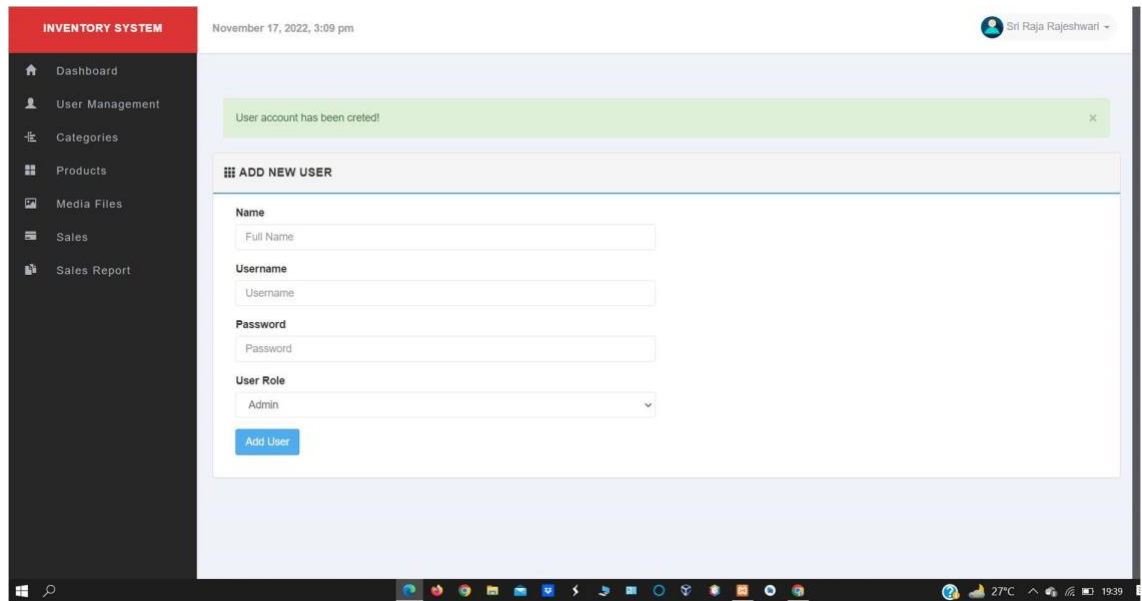 INVENTORY SYSTEM
November 17, 2022, 3:09 pm
Sri Raja Rajeshwari
Dashboard
User Management
Categories
Products
Media Files
Sales
Sales Report
User account has been creted!
×
ADD NEW USER
Name
Full Name
Username
Username
Password
Password
User Role
Admin
Add User
27°C
1939